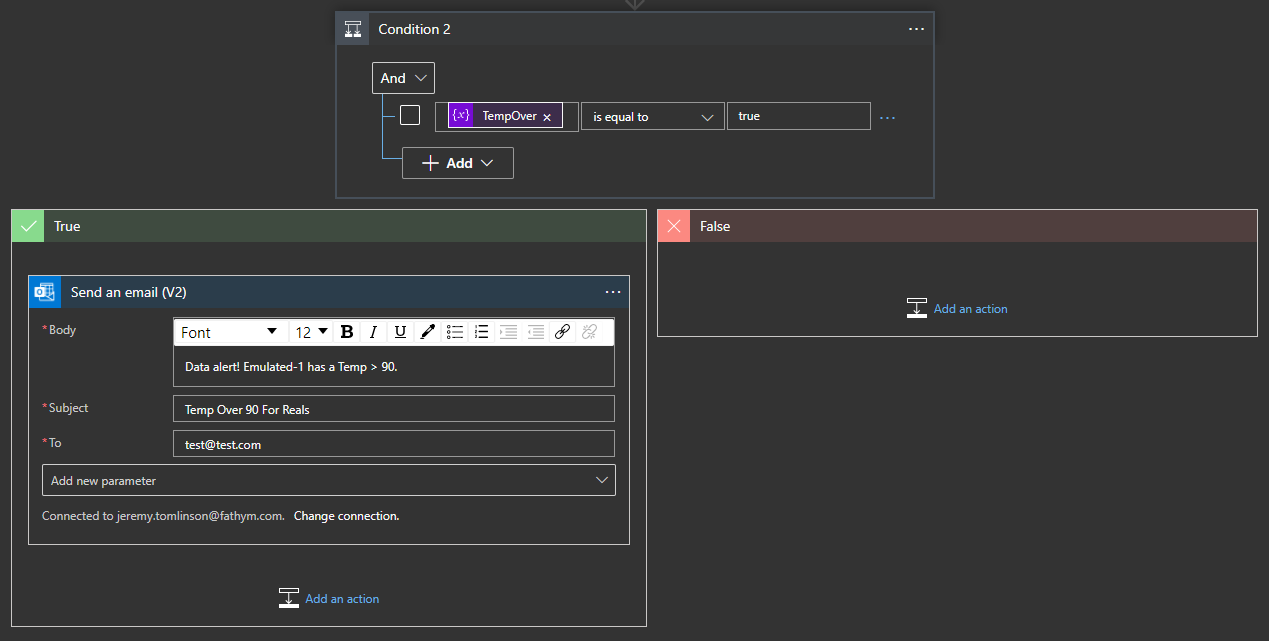 Condition 2
And
{x} TempOver × is equal to true
Add
True
False
Send an email (V2)
Add an action
*Body
Font 12 B I U
Data alert! Emulated-1 has a Temp > 90.
*Subject Temp Over 90 For Reals
*To test@test.com
Add new parameter
Connected to jeremy.tomlinson@fathym.com. Change connection.
Add an action